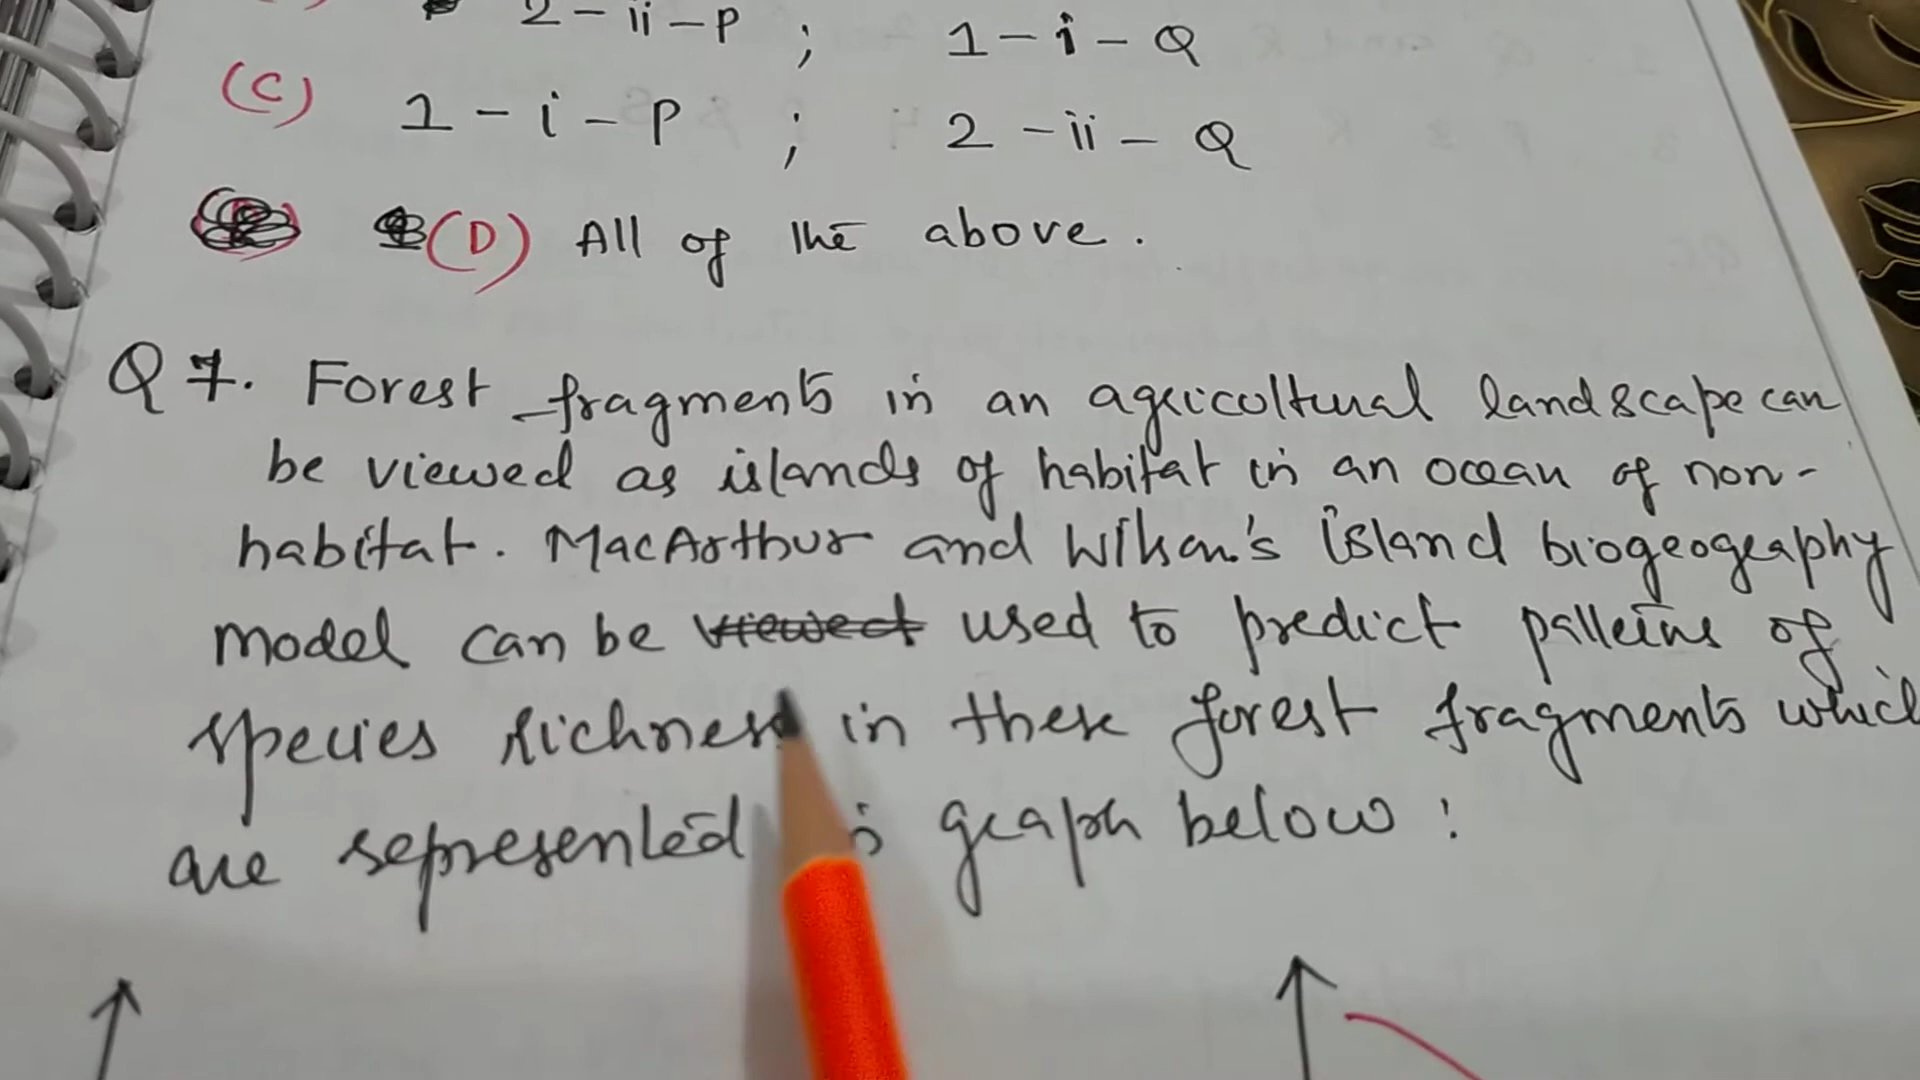 2 - ii - P ; 1 - i - Q
(C) 1 - i - P ; 2 - ii - Q
(D) All of the above .
Q 7. Forest fragments in an agricultural landscape can
be viewed as islands of habitat in an ocean of non-
habitat. MacArthur and Wilson's island biogeography
model can be viewed used to predict patterns of
species richness in these forest fragments which
are represented graph below :